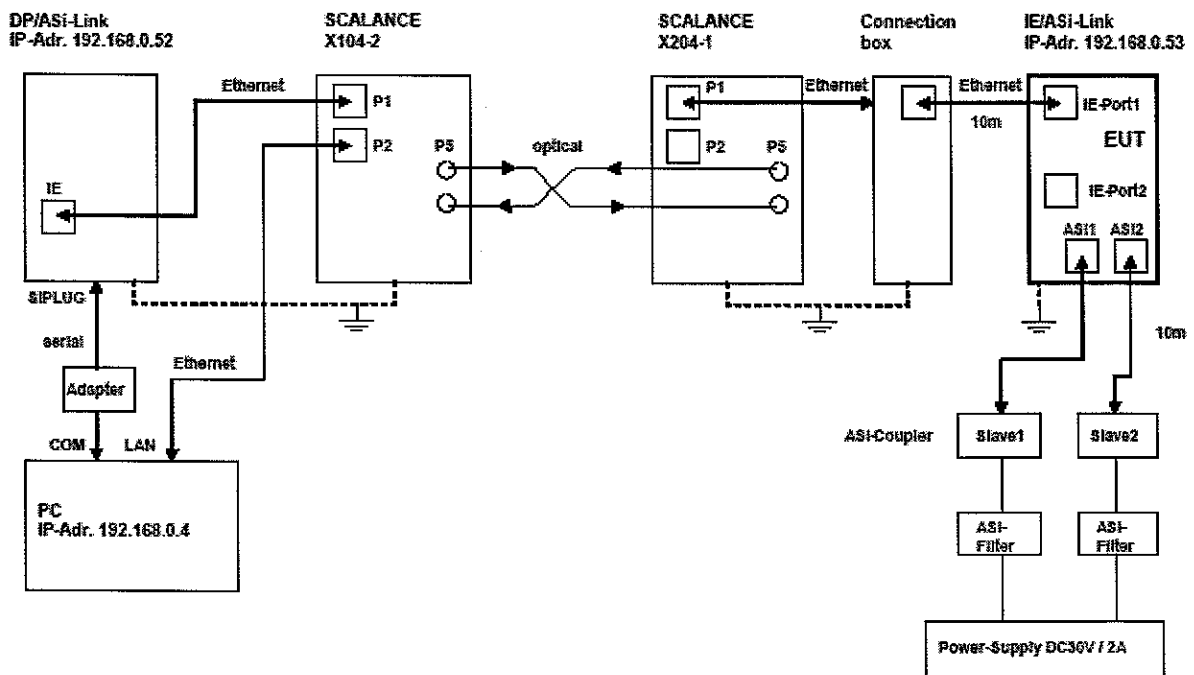 DP/ASi-Link
IP-Adr. 192.168.0.52
SCALANCE
X104-2
SCALANCE
X204-1
Connection
box
IE/ASi-Link
IP-Adr. 192.168.0.53
Ethernet
P1
P2
P5
optical
P1
P2
P5
Ethernet
Ethernet
10m
IE-Port1
EUT
IE-Port2
ASI1
ASI2
IE
SIPLUG
serial
Ethernet
10m
Adapter
COM
LAN
ASI-Coupler
Slave1
Slave2
PC
IP-Adr. 192.168.0.4
ASI-
Filter
ASI-
Filter
Power-Supply DC30V / 2A